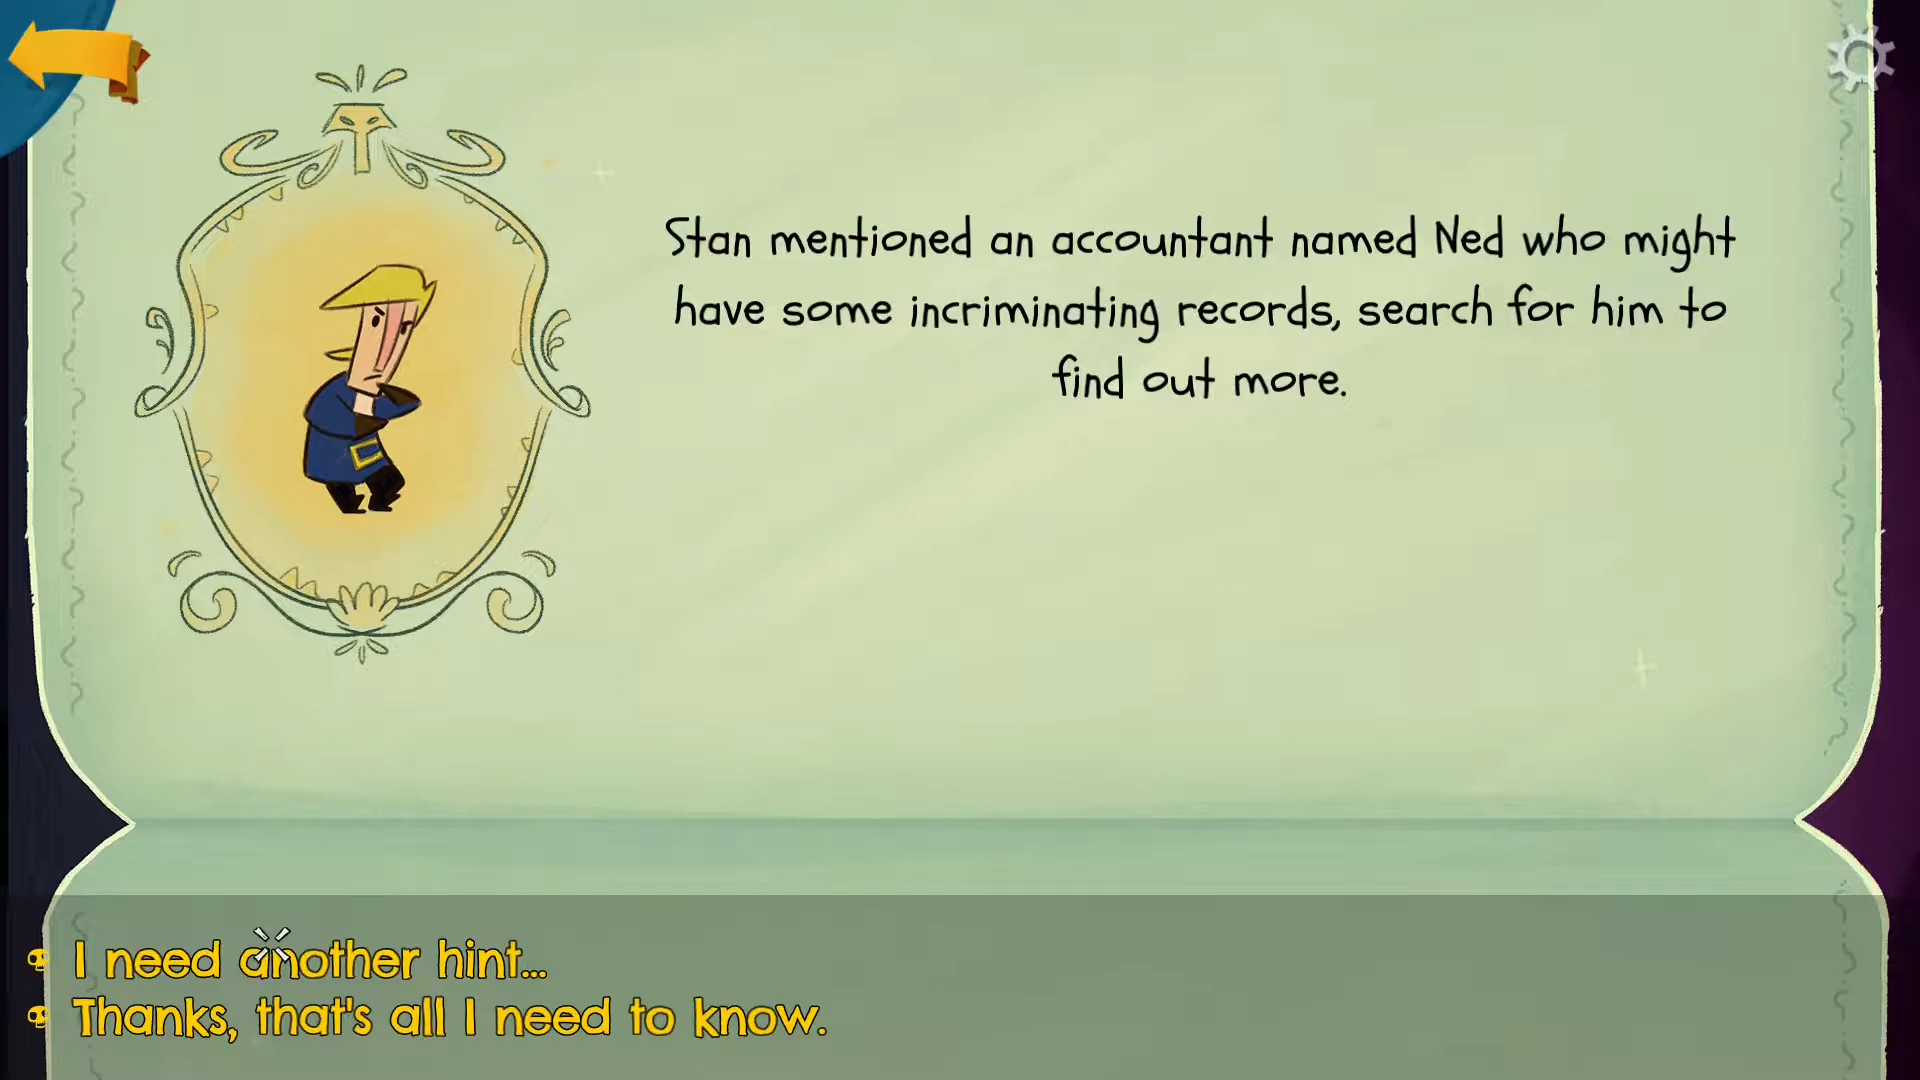 Stan mentioned an accountant named Ned who might
have some incriminating records, search for him to
find out more.
I need another hint...
Thanks, that's all I need to know.